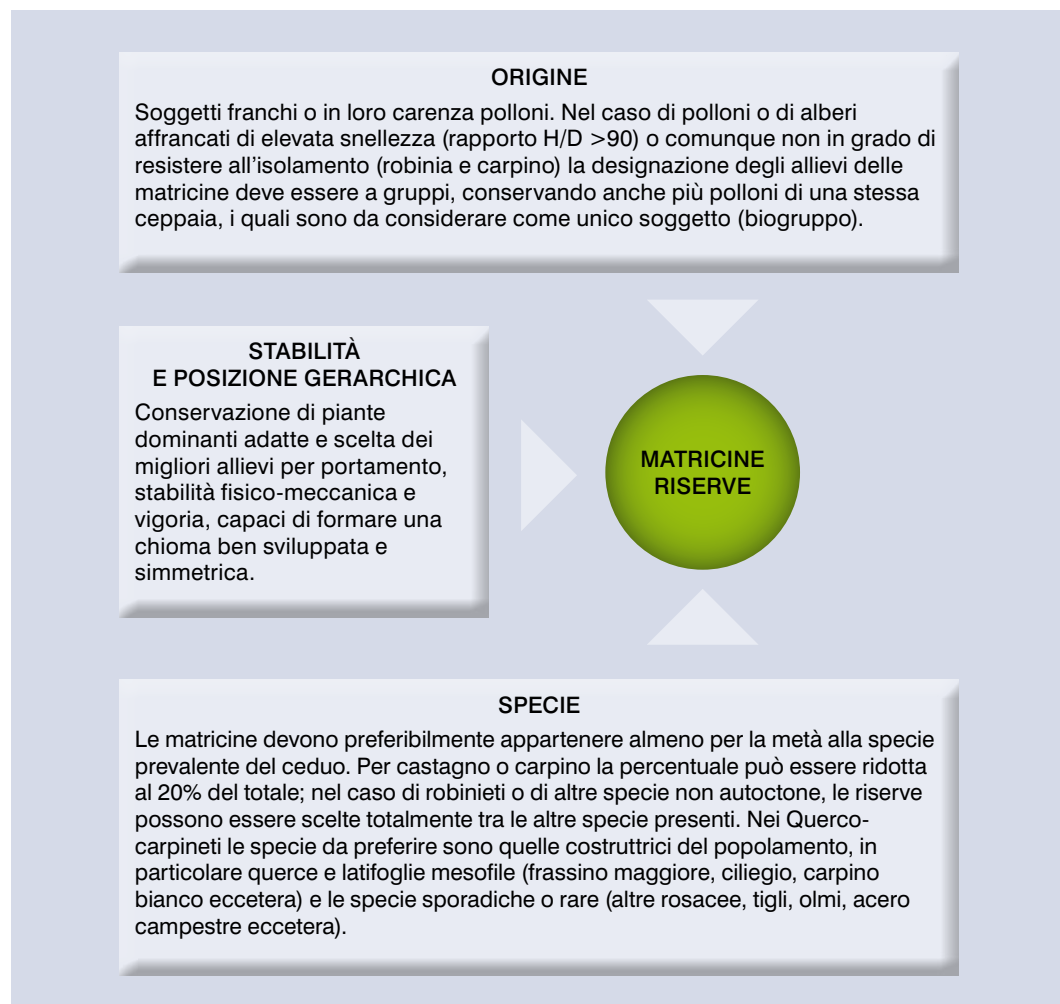 ORIGINE
Soggetti franchi o in loro carenza polloni. Nel caso di polloni o di alberi
affrancati di elevata snellezza (rapporto H/D >90) o comunque non in grado di
resistere all'isolamento (robinia e carpino) la designazione degli allievi delle
matricine deve essere a gruppi, conservando anche più polloni di una stessa
ceppaia, i quali sono da considerare come unico soggetto (biogruppo).
STABILITÀ
E POSIZIONE GERARCHICA
Conservazione di piante
dominanti adatte e scelta dei
migliori allievi per portamento,
stabilità fisico-meccanica e
vigoria, capaci di formare una
chioma ben sviluppata e
simmetrica.
MATRICINE
RISERVE
SPECIE
Le matricine devono preferibilmente appartenere almeno per la metà alla specie
prevalente del ceduo. Per castagno o carpino la percentuale può essere ridotta
al 20% del totale; nel caso di robinieti o di altre specie non autoctone, le riserve
possono essere scelte totalmente tra le altre specie presenti. Nei Querco-
carpineti le specie da preferire sono quelle costruttrici del popolamento, in
particolare querce e latifoglie mesofile (frassino maggiore, ciliegio, carpino
bianco eccetera) e le specie sporadiche o rare (altre rosacee, tigli, olmi, acero
campestre eccetera).